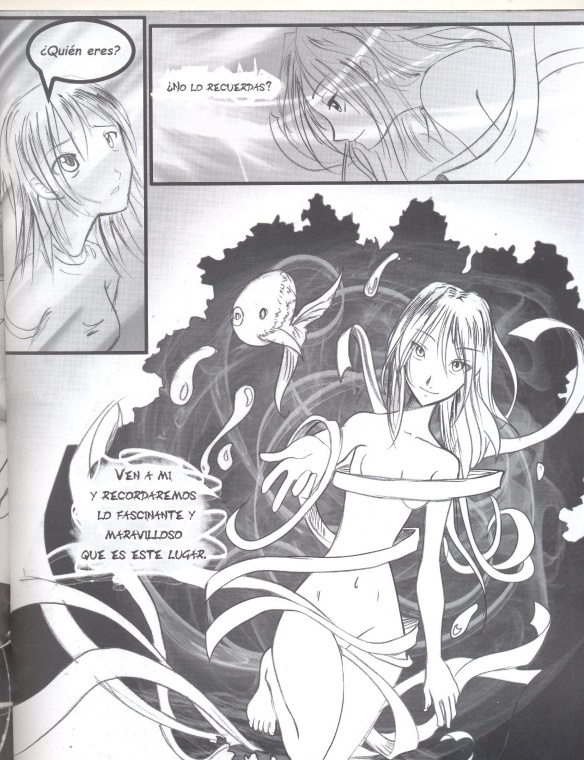 ¿Quién eres?
¿NO LO RECUERDAS?
VEN A MI
Y RECORDAREMOS
LO FASCINANTE Y
MARAVILLOSO
QUE ES ESTE LUGAR.